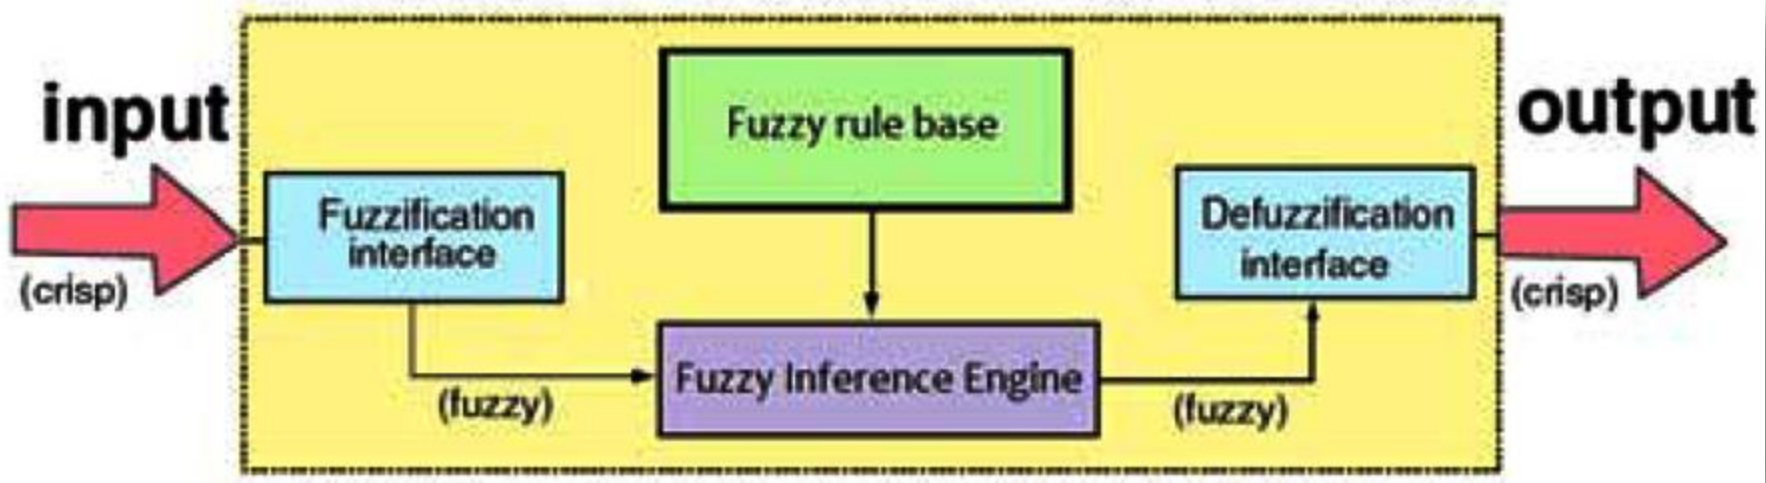 input
(crisp)
Fuzzification
interface
(fuzzy)
Fuzzy rule base
Fuzzy Inference Engine
(fuzzy)
Defuzzification
interface
output
(crisp)